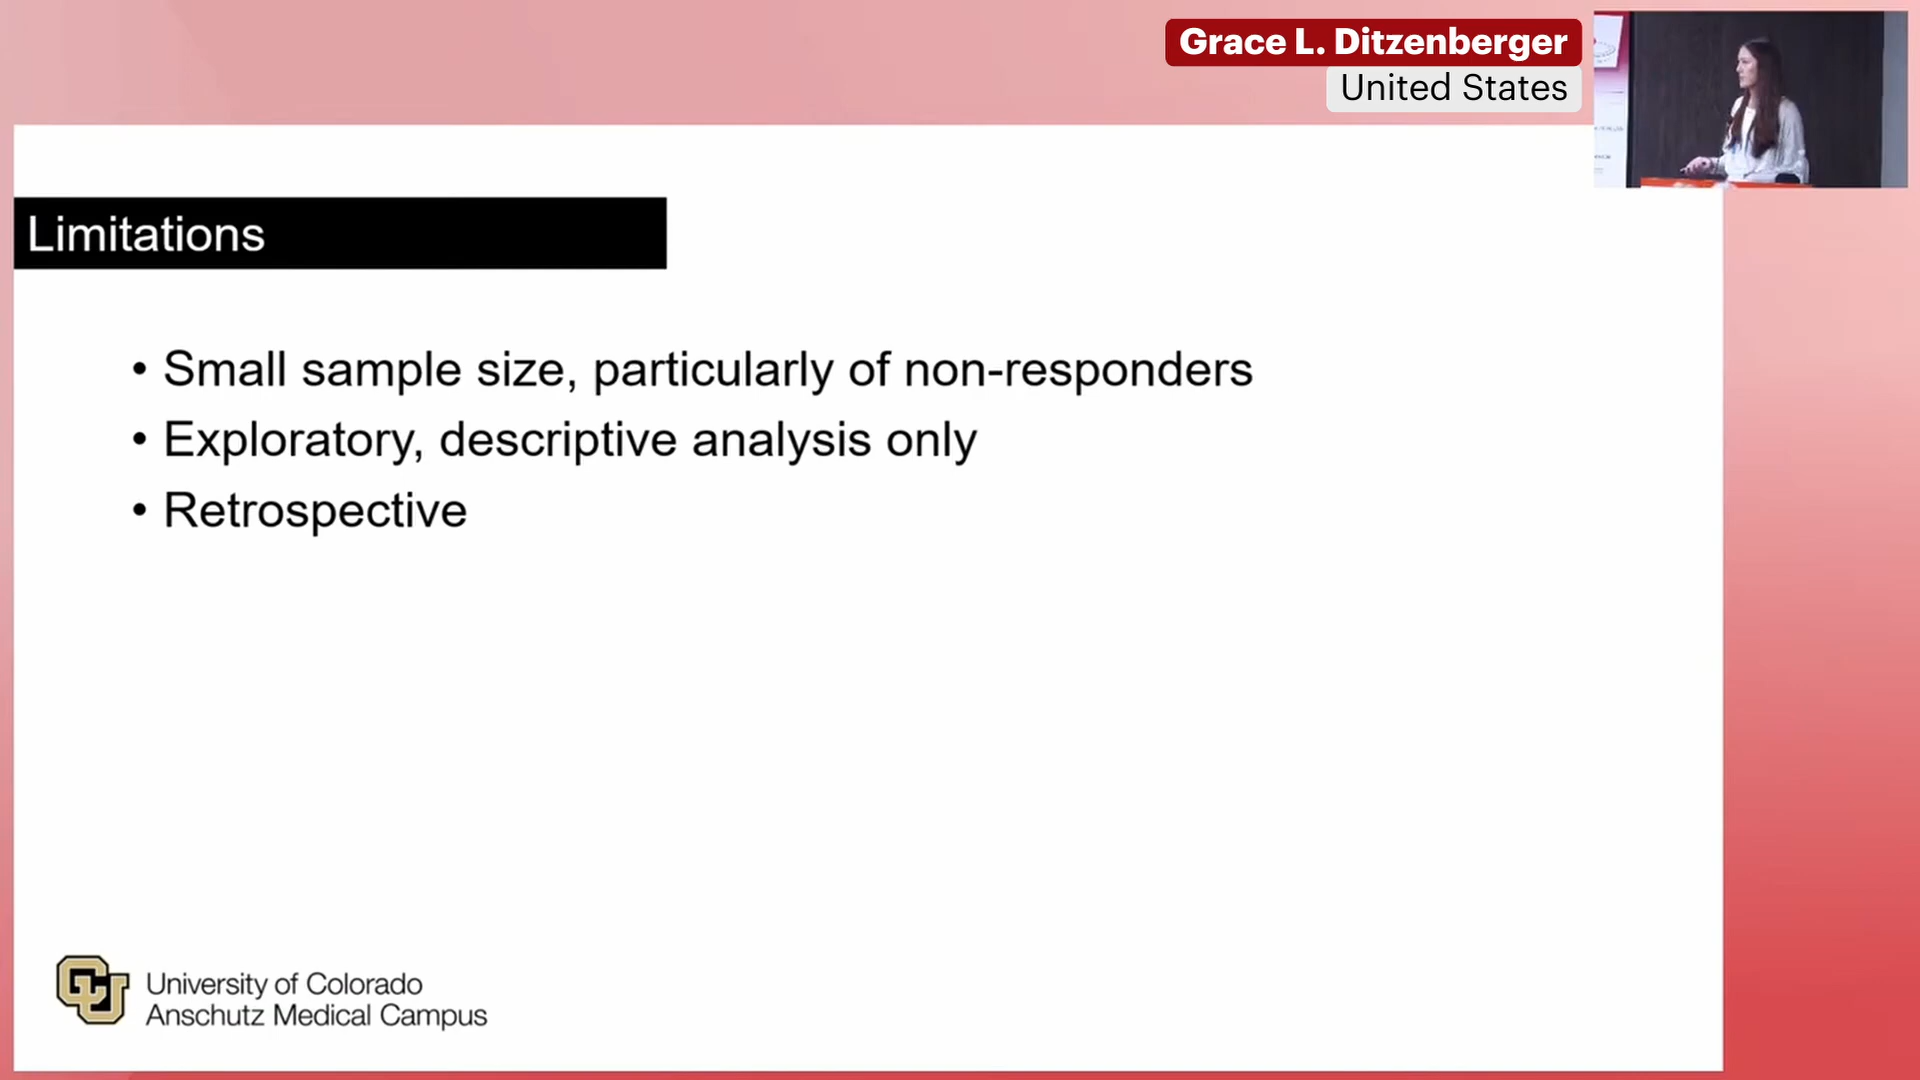 Grace L. Ditzenberger
United States
Limitations
• Small sample size, particularly of non-responders
• Exploratory, descriptive analysis only
• Retrospective
University of Colorado
Anschutz Medical Campus